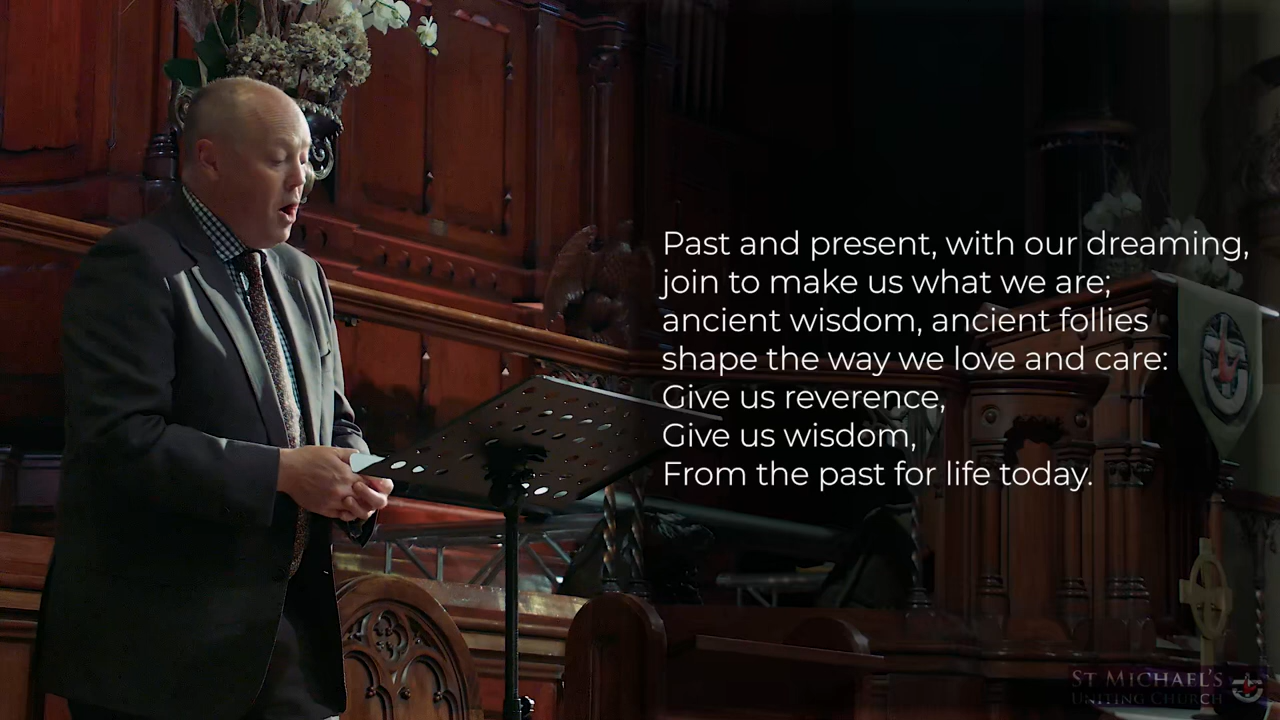 Past and present, with our dreaming,
join to make us what we are;
ancient wisdom, ancient follies
shape the way we love and care:
Give us reverence,
Give us wisdom,
From the past for life today.
St Michael's
Uniting Church